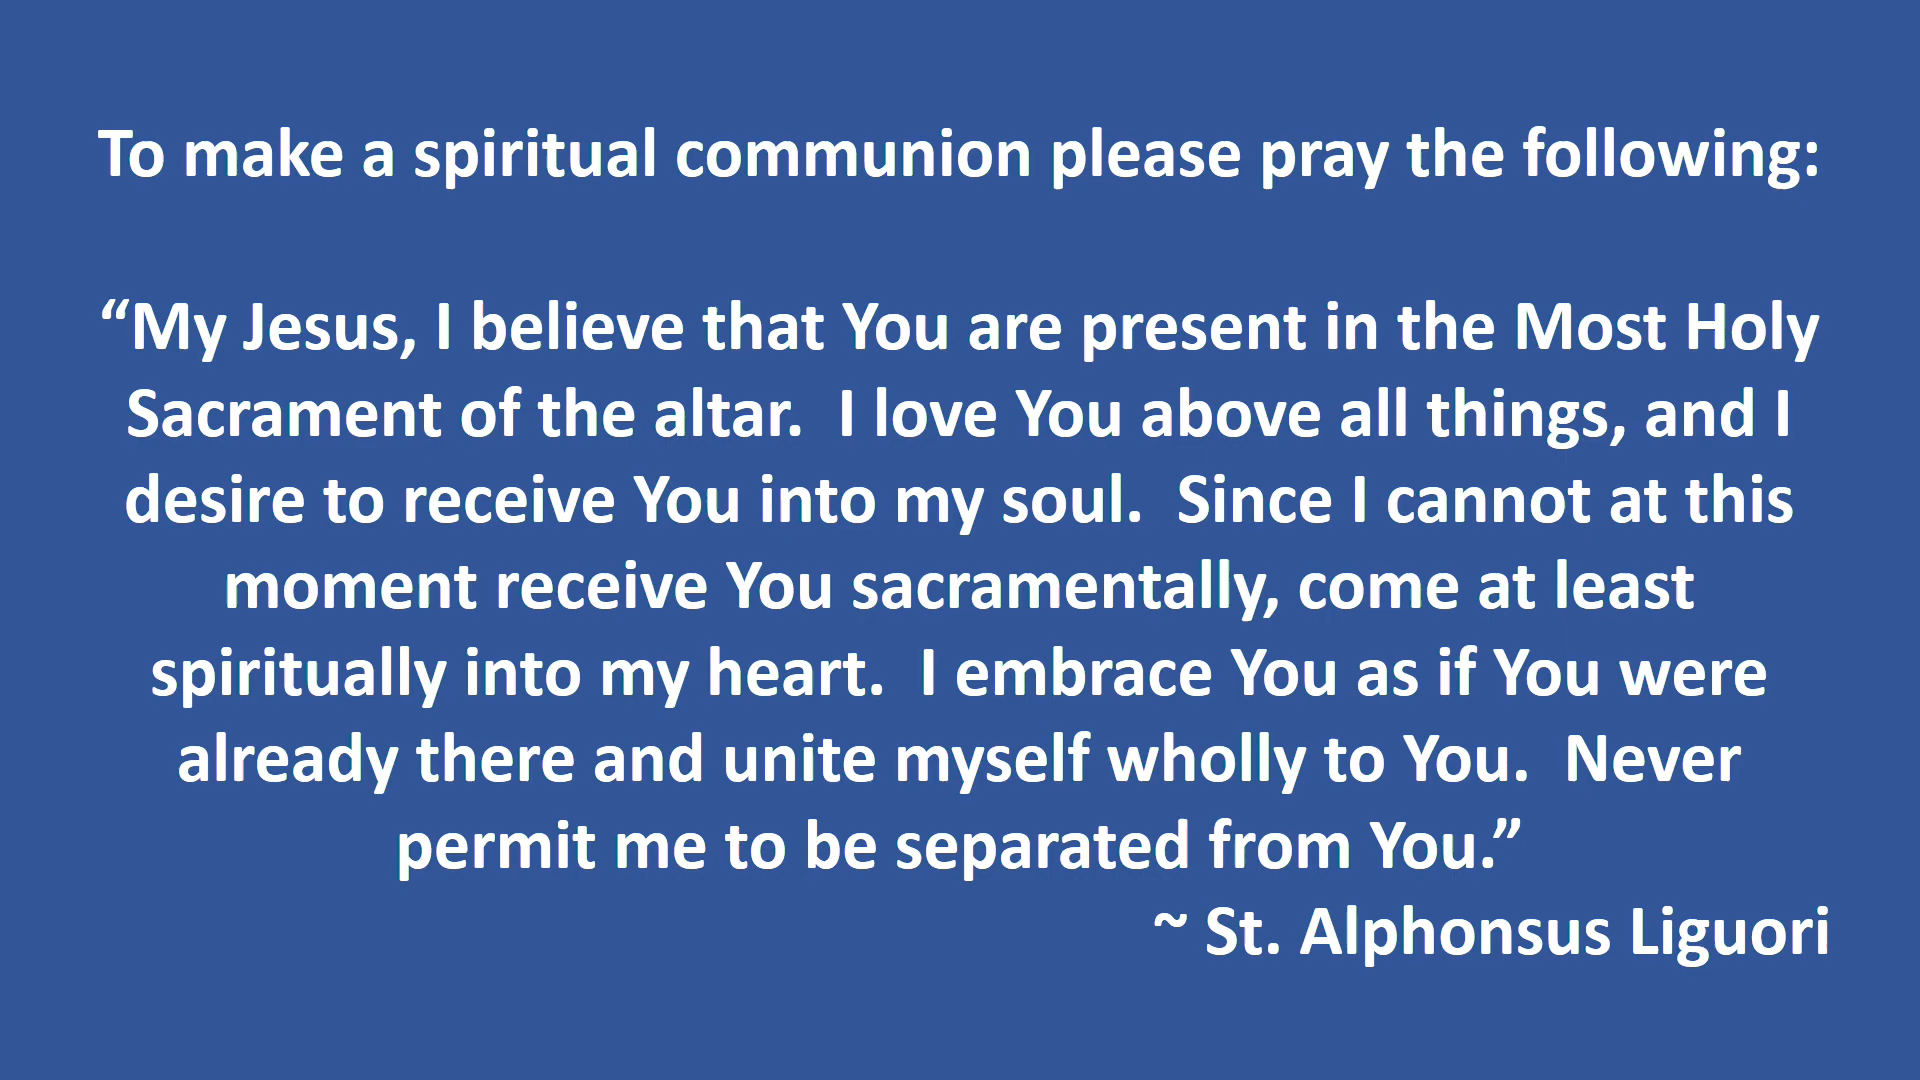 To make a spiritual communion please pray the following:
“My Jesus, I believe that You are present in the Most Holy
Sacrament of the altar.  I love You above all things, and I
desire to receive You into my soul.  Since I cannot at this
moment receive You sacramentally, come at least
spiritually into my heart.  I embrace You as if You were
already there and unite myself wholly to You.  Never
permit me to be separated from You.”
~ St. Alphonsus Liguori